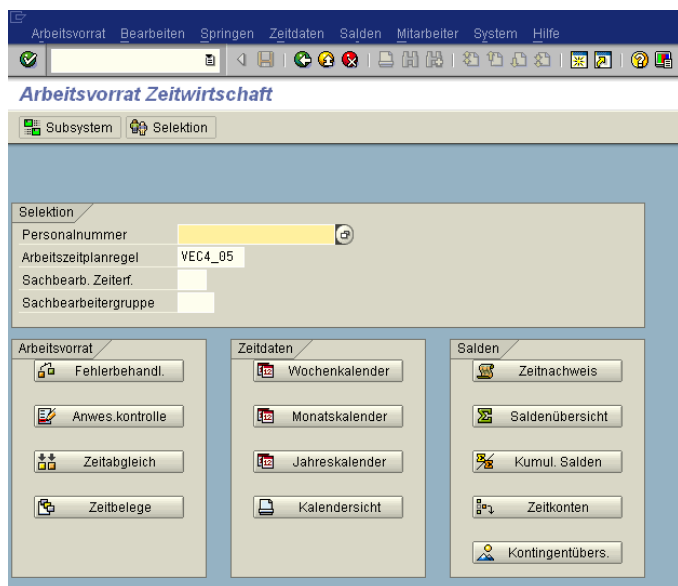 Arbeitsvorrat Bearbeiten Springen Zeitdaten Salden Mitarbeiter System Hilfe
Arbeitsvorrat Zeitwirtschaft
Subsystem Selektion
Selektion
Personalnummer
Arbeitszeitplanregel VEC4_05
Sachbearb. Zeiterf.
Sachbearbeitergruppe
Arbeitsvorrat Zeitdaten Salden
Fehlerbehandl. Wochenkalender Zeitnachweis
Anwes.kontrolle Monatskalender Saldenübersicht
Zeitabgleich Jahreskalender Kumul. Salden
Zeitbelege Kalendersicht Zeitkonten
Kontingentübers.